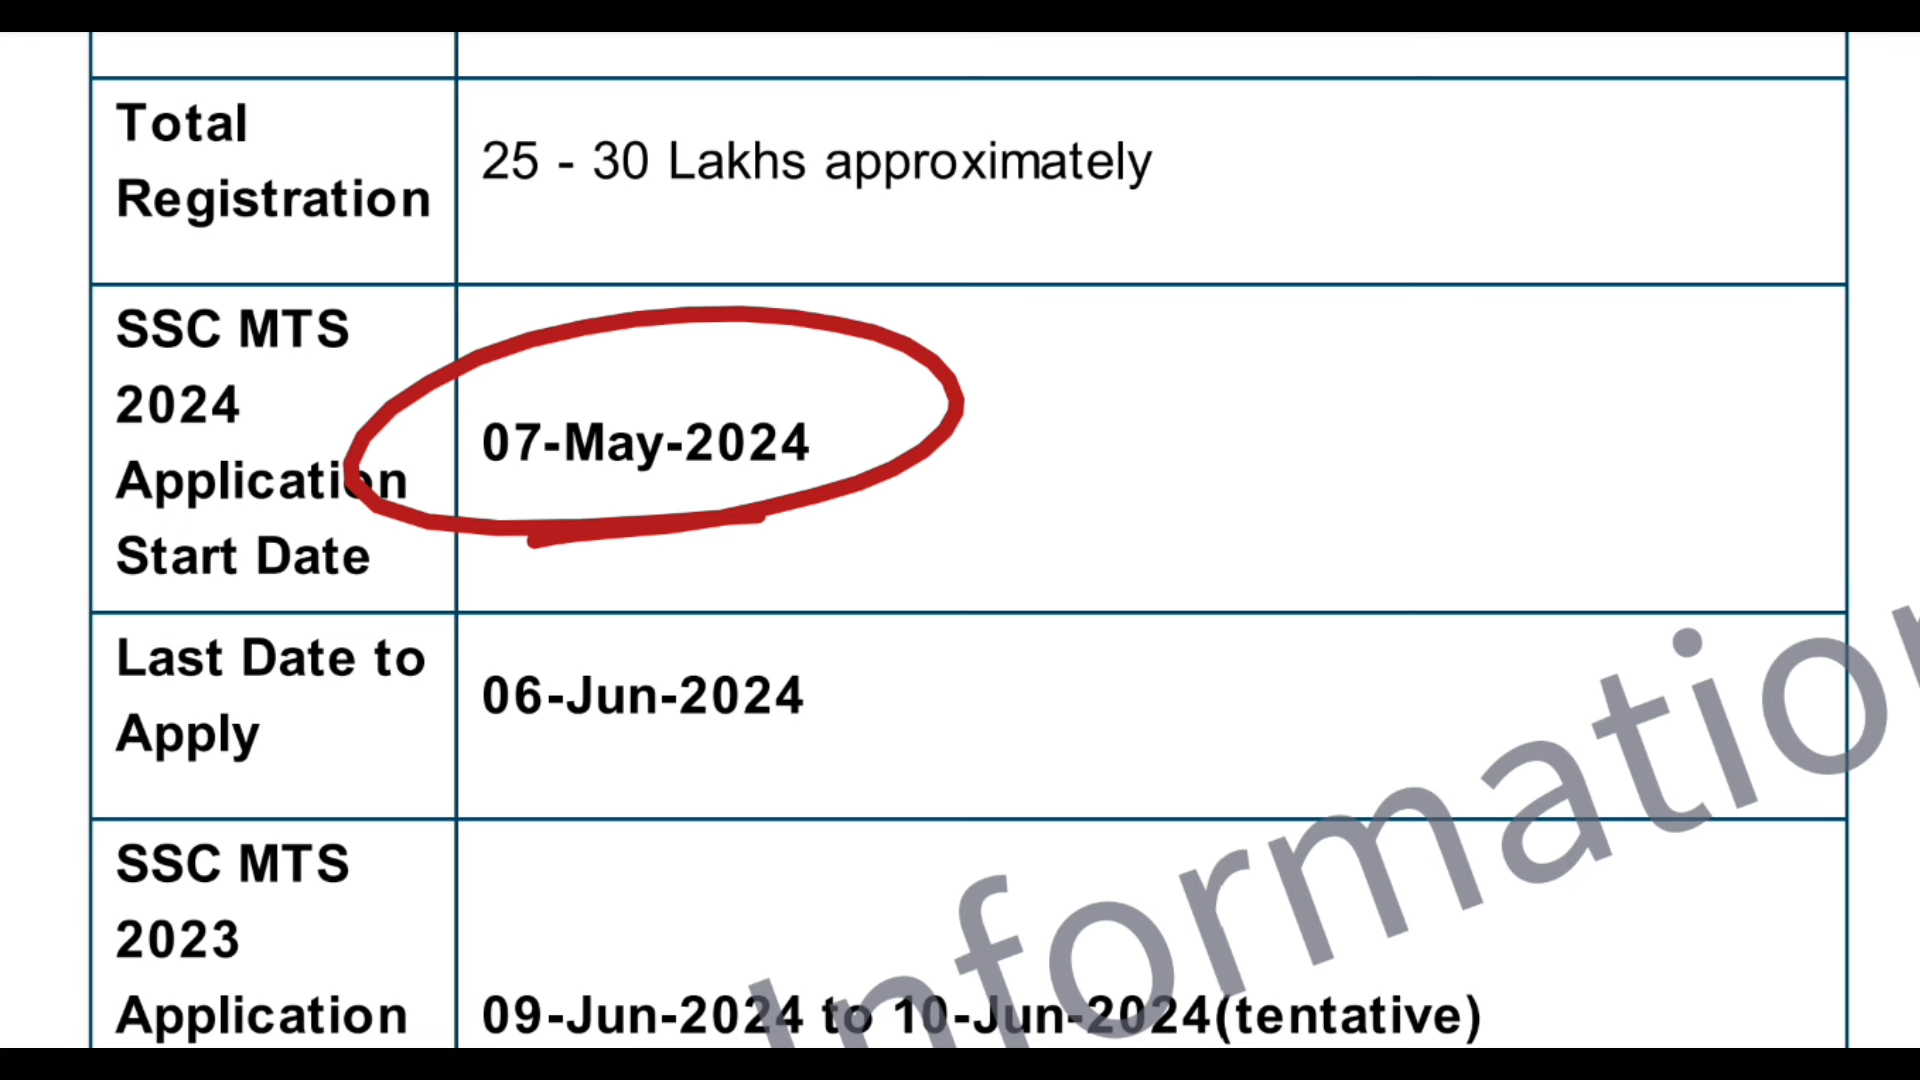 Total
Registration
25 - 30 Lakhs approximately
SSC MTS
2024
Application
Start Date
07-May-2024
Last Date to
Apply
06-Jun-2024
SSC MTS
2023
Application
09-Jun-2024 to 10-Jun-2024(tentative)
Information